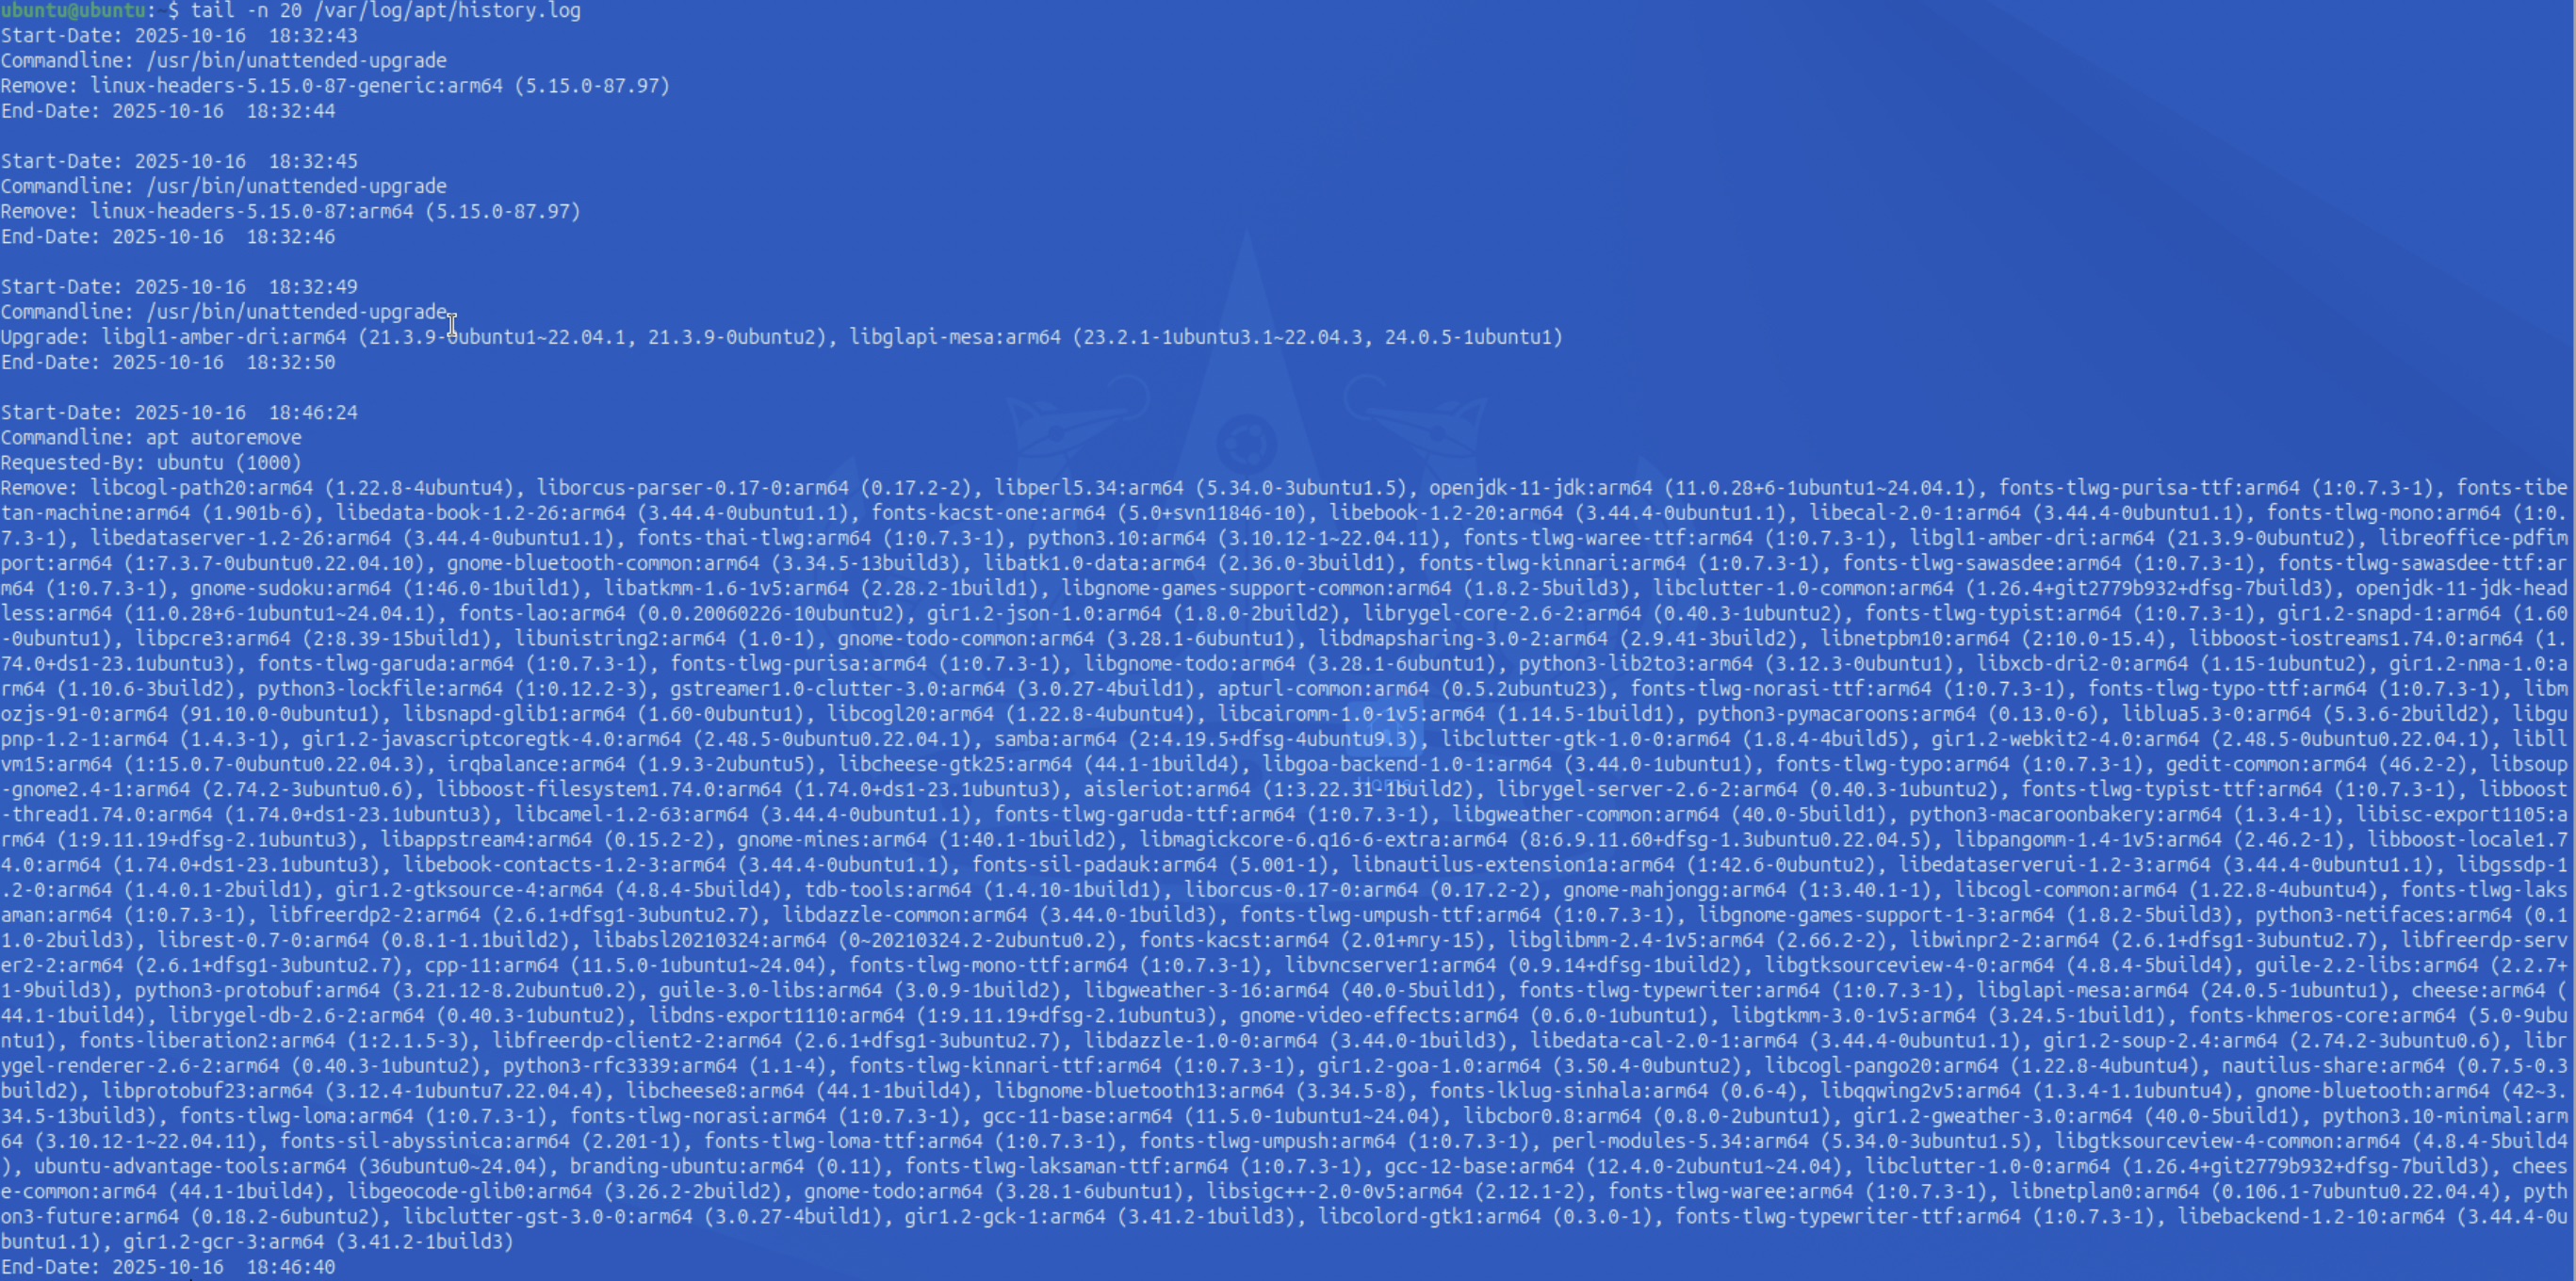 ubuntu@ubuntu:~$ tail -n 20 /var/log/apt/history.log
Start-Date: 2025-10-16  18:32:43
Commandline: /usr/bin/unattended-upgrade
Remove: linux-headers-5.15.0-87-generic:arm64 (5.15.0-87.97)
End-Date: 2025-10-16  18:32:44
Start-Date: 2025-10-16  18:32:45
Commandline: /usr/bin/unattended-upgrade
Remove: linux-headers-5.15.0-87:arm64 (5.15.0-87.97)
End-Date: 2025-10-16  18:32:46
Start-Date: 2025-10-16  18:32:49
Commandline: /usr/bin/unattended-upgrade
Upgrade: libgl1-amber-dri:arm64 (21.3.9-0ubuntu1~22.04.1, 21.3.9-0ubuntu2), libglapi-mesa:arm64 (23.2.1-1ubuntu3.1~22.04.3, 24.0.5-1ubuntu1)
End-Date: 2025-10-16  18:32:50
Start-Date: 2025-10-16  18:46:24
Commandline: apt autoremove
Requested-By: ubuntu (1000)
Remove: libcogl-path20:arm64 (1.22.8-4ubuntu4), liborcus-parser-0.17-0:arm64 (0.17.2-2), libperl5.34:arm64 (5.34.0-3ubuntu1.5), openjdk-11-jdk:arm64 (11.0.28+6-1ubuntu1~24.04.1), fonts-tlwg-purisa-ttf:arm64 (1:0.7.3-1), fonts-tibe
tan-machine:arm64 (1.901b-6), libedata-book-1.2-26:arm64 (3.44.4-0ubuntu1.1), fonts-kacst-one:arm64 (5.0+svn11846-10), libebook-1.2-20:arm64 (3.44.4-0ubuntu1.1), libecal-2.0-1:arm64 (3.44.4-0ubuntu1.1), fonts-tlwg-mono:arm64 (1:0.
7.3-1), libedataserver-1.2-26:arm64 (3.44.4-0ubuntu1.1), fonts-thai-tlwg:arm64 (1:0.7.3-1), python3.10:arm64 (3.10.12-1~22.04.11), fonts-tlwg-waree-ttf:arm64 (1:0.7.3-1), libgl1-amber-dri:arm64 (21.3.9-0ubuntu2), libreoffice-pdfim
port:arm64 (1:7.3.7-0ubuntu0.22.04.10), gnome-bluetooth-common:arm64 (3.34.5-13build3), libatk1.0-data:arm64 (2.36.0-3build1), fonts-tlwg-kinnari:arm64 (1:0.7.3-1), fonts-tlwg-sawasdee:arm64 (1:0.7.3-1), fonts-tlwg-sawasdee-ttf:ar
m64 (1:0.7.3-1), gnome-sudoku:arm64 (1:46.0-1build1), libatkmm-1.6-1v5:arm64 (2.28.2-1build1), libgnome-games-support-common:arm64 (1.8.2-5build3), libclutter-1.0-common:arm64 (1.26.4+git2779b932+dfsg-7build3), openjdk-11-jdk-head
less:arm64 (11.0.28+6-1ubuntu1~24.04.1), fonts-lao:arm64 (0.0.20060226-10ubuntu2), gir1.2-json-1.0:arm64 (1.8.0-2build2), librygel-core-2.6-2:arm64 (0.40.3-1ubuntu2), fonts-tlwg-typist:arm64 (1:0.7.3-1), gir1.2-snapd-1:arm64 (1.60
-0ubuntu1), libpcre3:arm64 (2:8.39-15build1), libunistring2:arm64 (1.0-1), gnome-todo-common:arm64 (3.28.1-6ubuntu1), libdmapsharing-3.0-2:arm64 (2.9.41-3build2), libnetpbm10:arm64 (2:10.0-15.4), libboost-iostreams1.74.0:arm64 (1.
74.0+ds1-23.1ubuntu3), fonts-tlwg-garuda:arm64 (1:0.7.3-1), fonts-tlwg-purisa:arm64 (1:0.7.3-1), libgnome-todo:arm64 (3.28.1-6ubuntu1), python3-lib2to3:arm64 (3.12.3-0ubuntu1), libxcb-dri2-0:arm64 (1.15-1ubuntu2), gir1.2-nma-1.0:a
rm64 (1.10.6-3build2), python3-lockfile:arm64 (1:0.12.2-3), gstreamer1.0-clutter-3.0:arm64 (3.0.27-4build1), apturl-common:arm64 (0.5.2ubuntu23), fonts-tlwg-norasi-ttf:arm64 (1:0.7.3-1), fonts-tlwg-typo-ttf:arm64 (1:0.7.3-1), libm
ozjs-91-0:arm64 (91.10.0-0ubuntu1), libsnapd-glib1:arm64 (1.60-0ubuntu1), libcogl20:arm64 (1.22.8-4ubuntu4), libcairomm-1.0-1v5:arm64 (1.14.5-1build1), python3-pymacaroons:arm64 (0.13.0-6), liblua5.3-0:arm64 (5.3.6-2build2), libgu
pnp-1.2-1:arm64 (1.4.3-1), gir1.2-javascriptcoregtk-4.0:arm64 (2.48.5-0ubuntu0.22.04.1), samba:arm64 (2:4.19.5+dfsg-4ubuntu9.3), libclutter-gtk-1.0-0:arm64 (1.8.4-4build5), gir1.2-webkit2-4.0:arm64 (2.48.5-0ubuntu0.22.04.1), libll
vm15:arm64 (1:15.0.7-0ubuntu0.22.04.3), irqbalance:arm64 (1.9.3-2ubuntu5), libcheese-gtk25:arm64 (44.1-1build4), libgoa-backend-1.0-1:arm64 (3.44.0-1ubuntu1), fonts-tlwg-typo:arm64 (1:0.7.3-1), gedit-common:arm64 (46.2-2), libsoup
-gnome2.4-1:arm64 (2.74.2-3ubuntu0.6), libboost-filesystem1.74.0:arm64 (1.74.0+ds1-23.1ubuntu3), aisleriot:arm64 (1:3.22.31-1build2), librygel-server-2.6-2:arm64 (0.40.3-1ubuntu2), fonts-tlwg-typist-ttf:arm64 (1:0.7.3-1), libboost
-thread1.74.0:arm64 (1.74.0+ds1-23.1ubuntu3), libcamel-1.2-63:arm64 (3.44.4-0ubuntu1.1), fonts-tlwg-garuda-ttf:arm64 (1:0.7.3-1), libgweather-common:arm64 (40.0-5build1), python3-macaroonbakery:arm64 (1.3.4-1), libisc-export1105:a
rm64 (1:9.11.19+dfsg-2.1ubuntu3), libappstream4:arm64 (0.15.2-2), gnome-mines:arm64 (1:40.1-1build2), libmagickcore-6.q16-6-extra:arm64 (8:6.9.11.60+dfsg-1.3ubuntu0.22.04.5), libpangomm-1.4-1v5:arm64 (2.46.2-1), libboost-locale1.7
4.0:arm64 (1.74.0+ds1-23.1ubuntu3), libebook-contacts-1.2-3:arm64 (3.44.4-0ubuntu1.1), fonts-sil-padauk:arm64 (5.001-1), libnautilus-extension1a:arm64 (1:42.6-0ubuntu2), libedataserverui-1.2-3:arm64 (3.44.4-0ubuntu1.1), libgssdp-1
.2-0:arm64 (1.4.0.1-2build1), gir1.2-gtksource-4:arm64 (4.8.4-5build4), tdb-tools:arm64 (1.4.10-1build1), liborcus-0.17-0:arm64 (0.17.2-2), gnome-mahjongg:arm64 (1:3.40.1-1), libcogl-common:arm64 (1.22.8-4ubuntu4), fonts-tlwg-laks
aman:arm64 (1:0.7.3-1), libfreerdp2-2:arm64 (2.6.1+dfsg1-3ubuntu2.7), libdazzle-common:arm64 (3.44.0-1build3), fonts-tlwg-umpush-ttf:arm64 (1:0.7.3-1), libgnome-games-support-1-3:arm64 (1.8.2-5build3), python3-netifaces:arm64 (0.1
1.0-2build3), librest-0.7-0:arm64 (0.8.1-1.1build2), libabsl20210324:arm64 (0~20210324.2-2ubuntu0.2), fonts-kacst:arm64 (2.01+mry-15), libglibmm-2.4-1v5:arm64 (2.66.2-2), libwinpr2-2:arm64 (2.6.1+dfsg1-3ubuntu2.7), libfreerdp-serv
er2-2:arm64 (2.6.1+dfsg1-3ubuntu2.7), cpp-11:arm64 (11.5.0-1ubuntu1~24.04), fonts-tlwg-mono-ttf:arm64 (1:0.7.3-1), libvncserver1:arm64 (0.9.14+dfsg-1build2), libgtksourceview-4-0:arm64 (4.8.4-5build4), guile-2.2-libs:arm64 (2.2.7+
1-9build3), python3-protobuf:arm64 (3.21.12-8.2ubuntu0.2), guile-3.0-libs:arm64 (3.0.9-1build2), libgweather-3-16:arm64 (40.0-5build1), fonts-tlwg-typewriter:arm64 (1:0.7.3-1), libglapi-mesa:arm64 (24.0.5-1ubuntu1), cheese:arm64 (
44.1-1build4), librygel-db-2.6-2:arm64 (0.40.3-1ubuntu2), libdns-export1110:arm64 (1:9.11.19+dfsg-2.1ubuntu3), gnome-video-effects:arm64 (0.6.0-1ubuntu1), libgtkmm-3.0-1v5:arm64 (3.24.5-1build1), fonts-khmeros-core:arm64 (5.0-9ubu
ntu1), fonts-liberation2:arm64 (1:2.1.5-3), libfreerdp-client2-2:arm64 (2.6.1+dfsg1-3ubuntu2.7), libdazzle-1.0-0:arm64 (3.44.0-1build3), libedata-cal-2.0-1:arm64 (3.44.4-0ubuntu1.1), gir1.2-soup-2.4:arm64 (2.74.2-3ubuntu0.6), libr
ygel-renderer-2.6-2:arm64 (0.40.3-1ubuntu2), python3-rfc3339:arm64 (1.1-4), fonts-tlwg-kinnari-ttf:arm64 (1:0.7.3-1), gir1.2-goa-1.0:arm64 (3.50.4-0ubuntu2), libcogl-pango20:arm64 (1.22.8-4ubuntu4), nautilus-share:arm64 (0.7.5-0.3
build2), libprotobuf23:arm64 (3.12.4-1ubuntu7.22.04.4), libcheese8:arm64 (44.1-1build4), libgnome-bluetooth13:arm64 (3.34.5-8), fonts-lklug-sinhala:arm64 (0.6-4), libqqwing2v5:arm64 (1.3.4-1.1ubuntu4), gnome-bluetooth:arm64 (42~3.
34.5-13build3), fonts-tlwg-loma:arm64 (1:0.7.3-1), fonts-tlwg-norasi:arm64 (1:0.7.3-1), gcc-11-base:arm64 (11.5.0-1ubuntu1~24.04), libcbor0.8:arm64 (0.8.0-2ubuntu1), gir1.2-gweather-3.0:arm64 (40.0-5build1), python3.10-minimal:arm
64 (3.10.12-1~22.04.11), fonts-sil-abyssinica:arm64 (2.201-1), fonts-tlwg-loma-ttf:arm64 (1:0.7.3-1), fonts-tlwg-umpush:arm64 (1:0.7.3-1), perl-modules-5.34:arm64 (5.34.0-3ubuntu1.5), libgtksourceview-4-common:arm64 (4.8.4-5build4
), ubuntu-advantage-tools:arm64 (36ubuntu0~24.04), branding-ubuntu:arm64 (0.11), fonts-tlwg-laksaman-ttf:arm64 (1:0.7.3-1), gcc-12-base:arm64 (12.4.0-2ubuntu1~24.04), libclutter-1.0-0:arm64 (1.26.4+git2779b932+dfsg-7build3), chees
e-common:arm64 (44.1-1build4), libgeocode-glib0:arm64 (3.26.2-2build2), gnome-todo:arm64 (3.28.1-6ubuntu1), libsigc++-2.0-0v5:arm64 (2.12.1-2), fonts-tlwg-waree:arm64 (1:0.7.3-1), libnetplan0:arm64 (0.106.1-7ubuntu0.22.04.4), pyth
on3-future:arm64 (0.18.2-6ubuntu2), libclutter-gst-3.0-0:arm64 (3.0.27-4build1), gir1.2-gck-1:arm64 (3.41.2-1build3), libcolord-gtk1:arm64 (0.3.0-1), fonts-tlwg-typewriter-ttf:arm64 (1:0.7.3-1), libebackend-1.2-10:arm64 (3.44.4-0u
buntu1.1), gir1.2-gcr-3:arm64 (3.41.2-1build3)
End-Date: 2025-10-16  18:46:40
Home